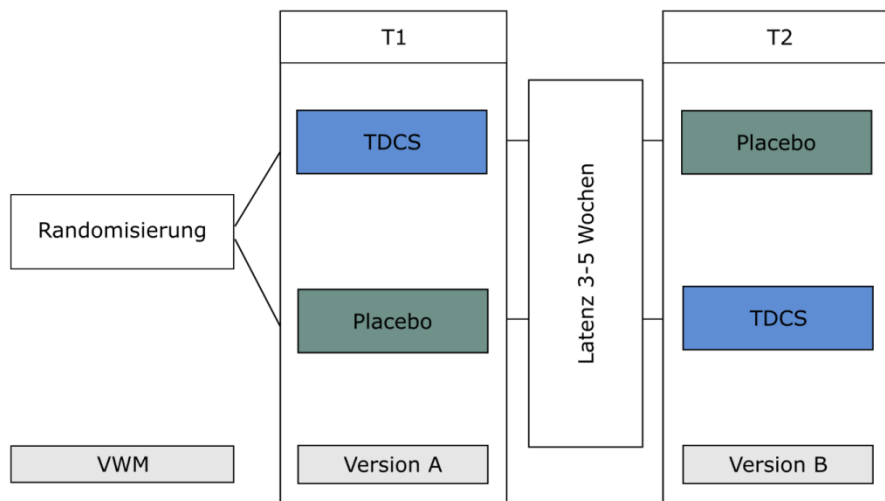 T1
T2
TDCS
Placebo
Randomisierung
Latenz 3-5 Wochen
Placebo
TDCS
VWM
Version A
Version B